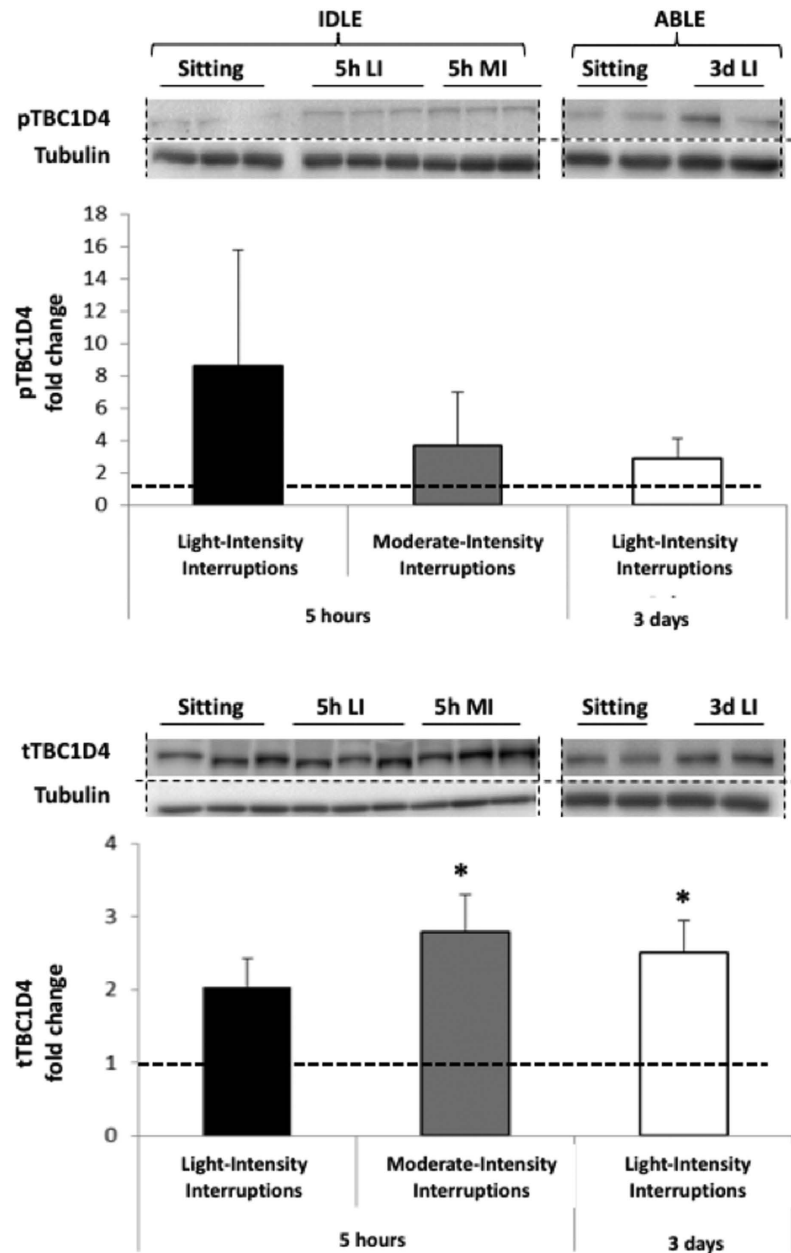 IDLE ABLE
Sitting 5h LI 5h MI Sitting 3d LI
pTBC1D4
Tubulin
18
16
14
12
10
8
6
4
2
0
pTBC1D4
fold change
Light-Intensity Moderate-Intensity Light-Intensity
Interruptions Interruptions Interruptions
5 hours 3 days
Sitting 5h LI 5h MI Sitting 3d LI
tTBC1D4
Tubulin
4
3
2
1
0
tTBC1D4
fold change
* *
Light-Intensity Moderate-Intensity Light-Intensity
Interruptions Interruptions Interruptions
5 hours 3 days